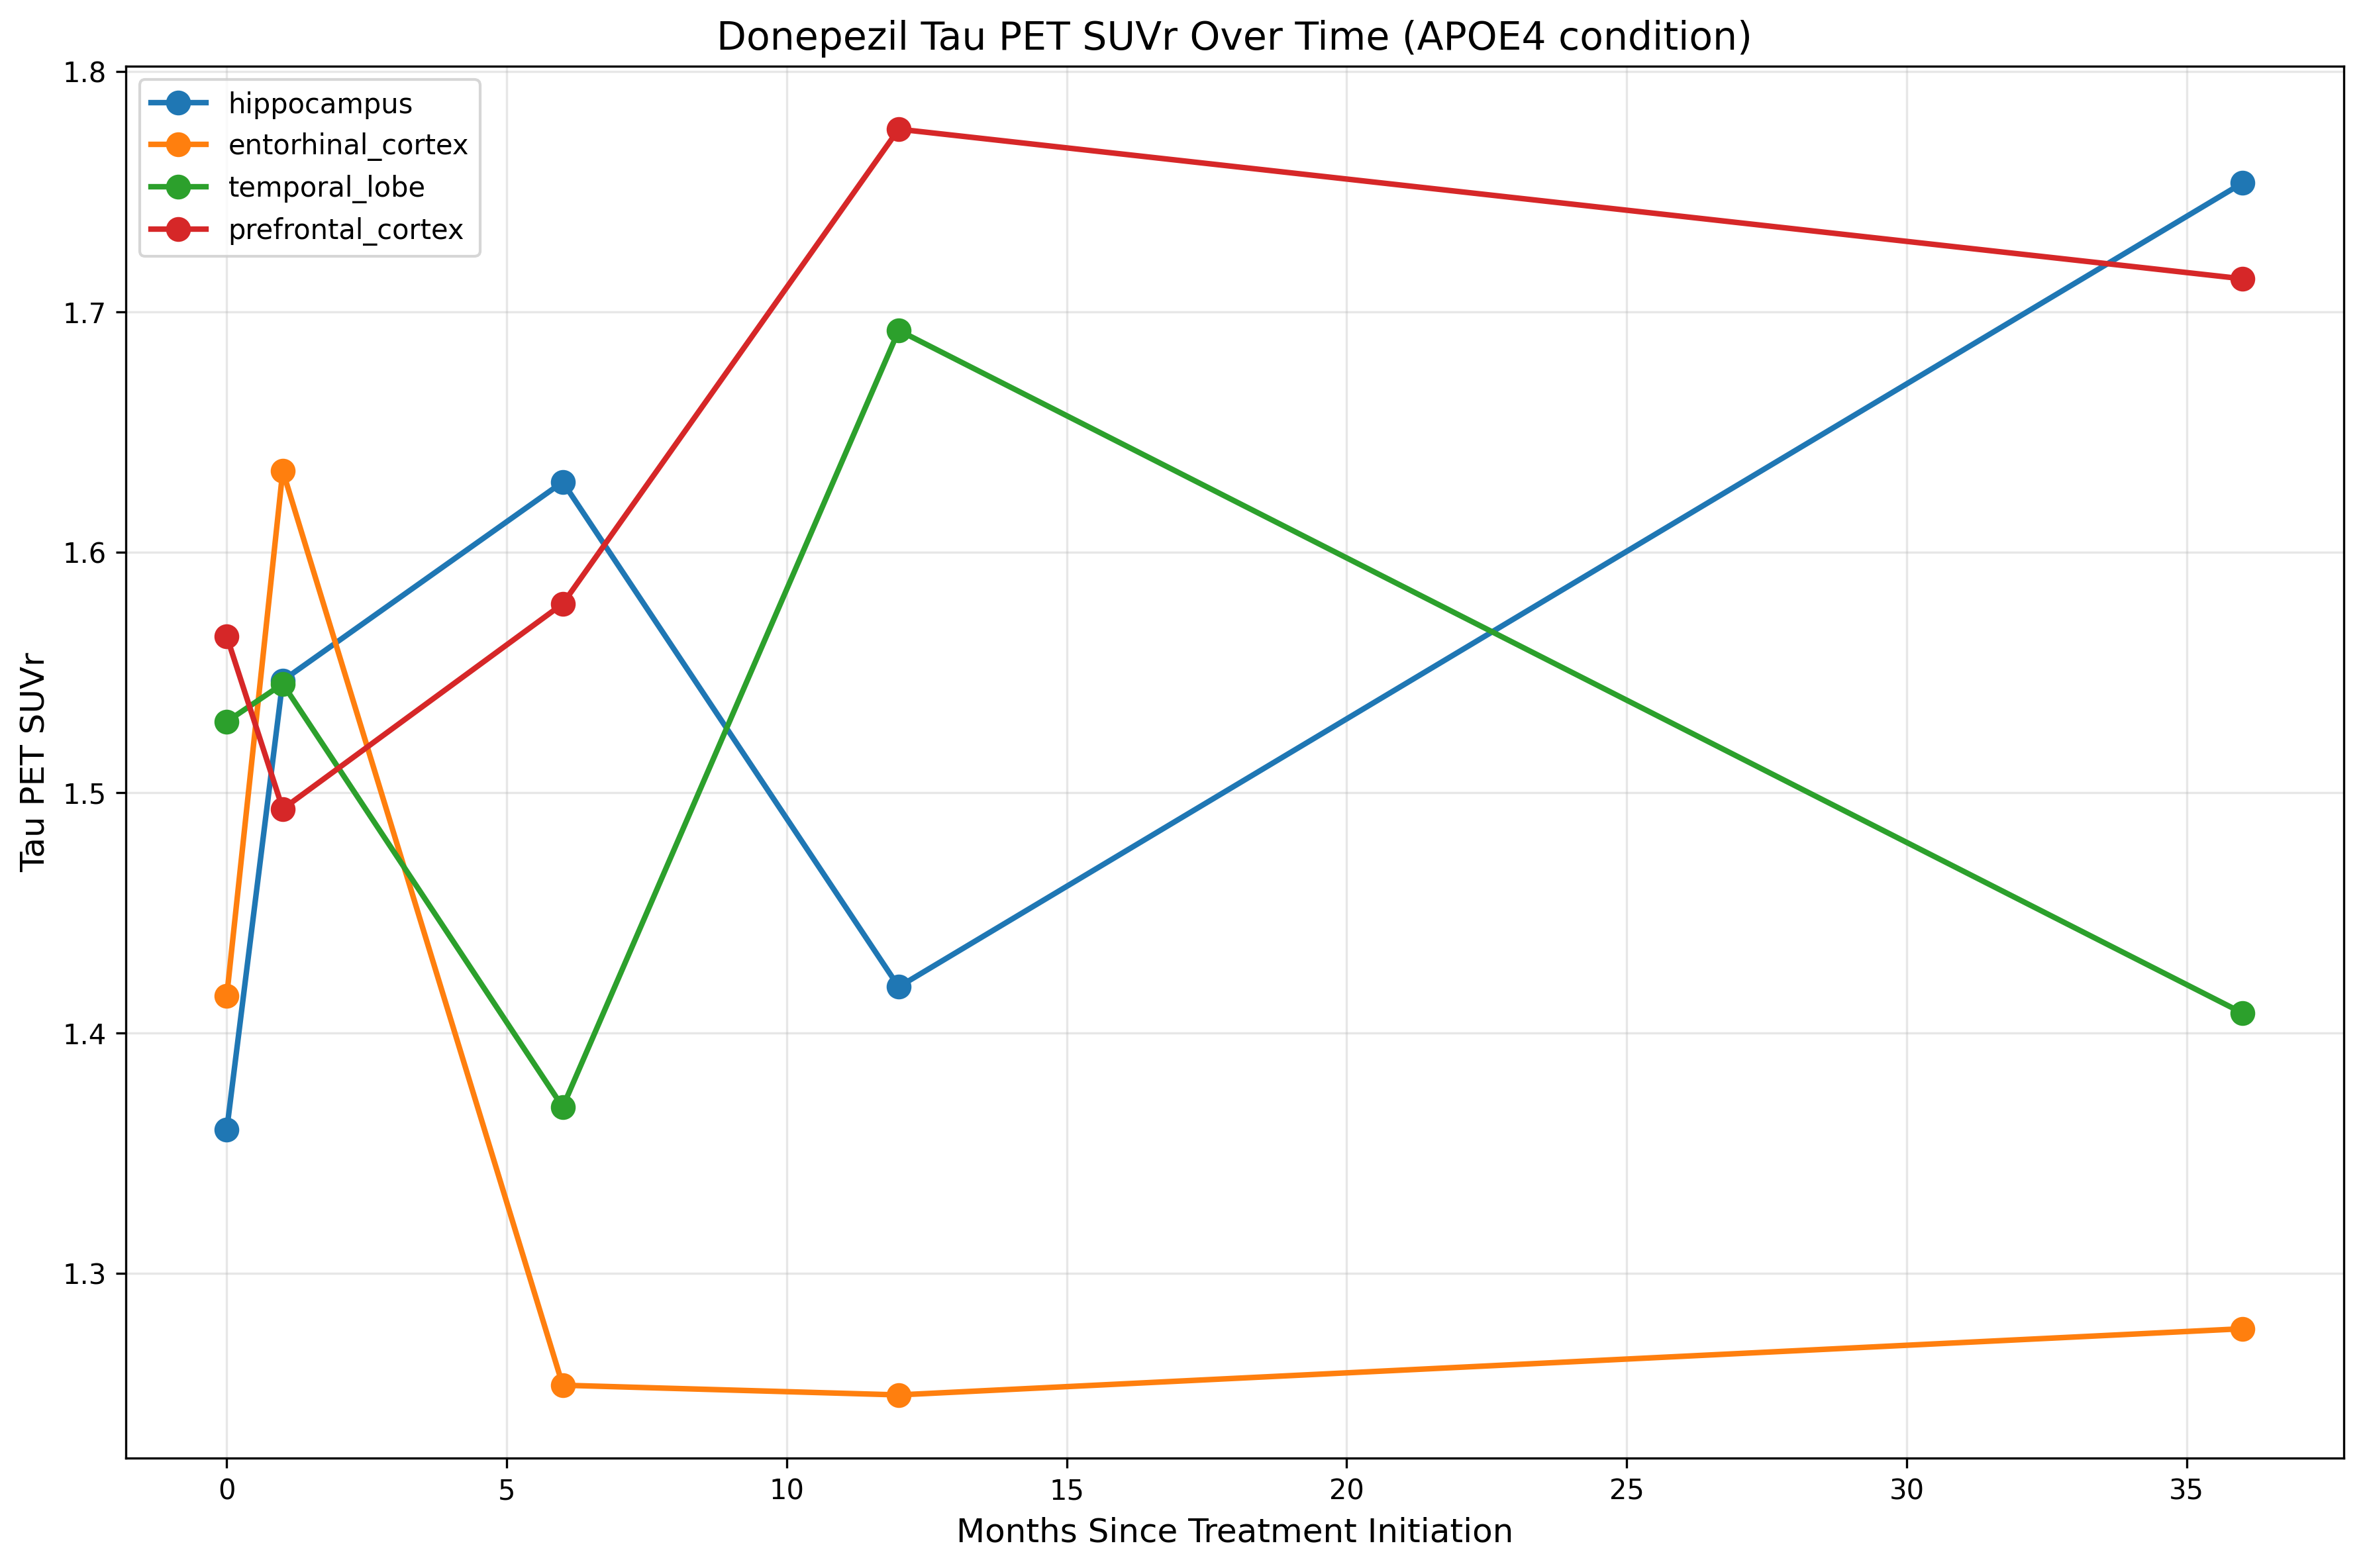 Donepezil Tau PET SUVr Over Time (APOE4 condition)
hippocampus
entorhinal_cortex
temporal_lobe
prefrontal_cortex
Tau PET SUVr
1.8
1.7
1.6
1.5
1.4
1.3
0 5 10 15 20 25 30 35
Months Since Treatment Initiation